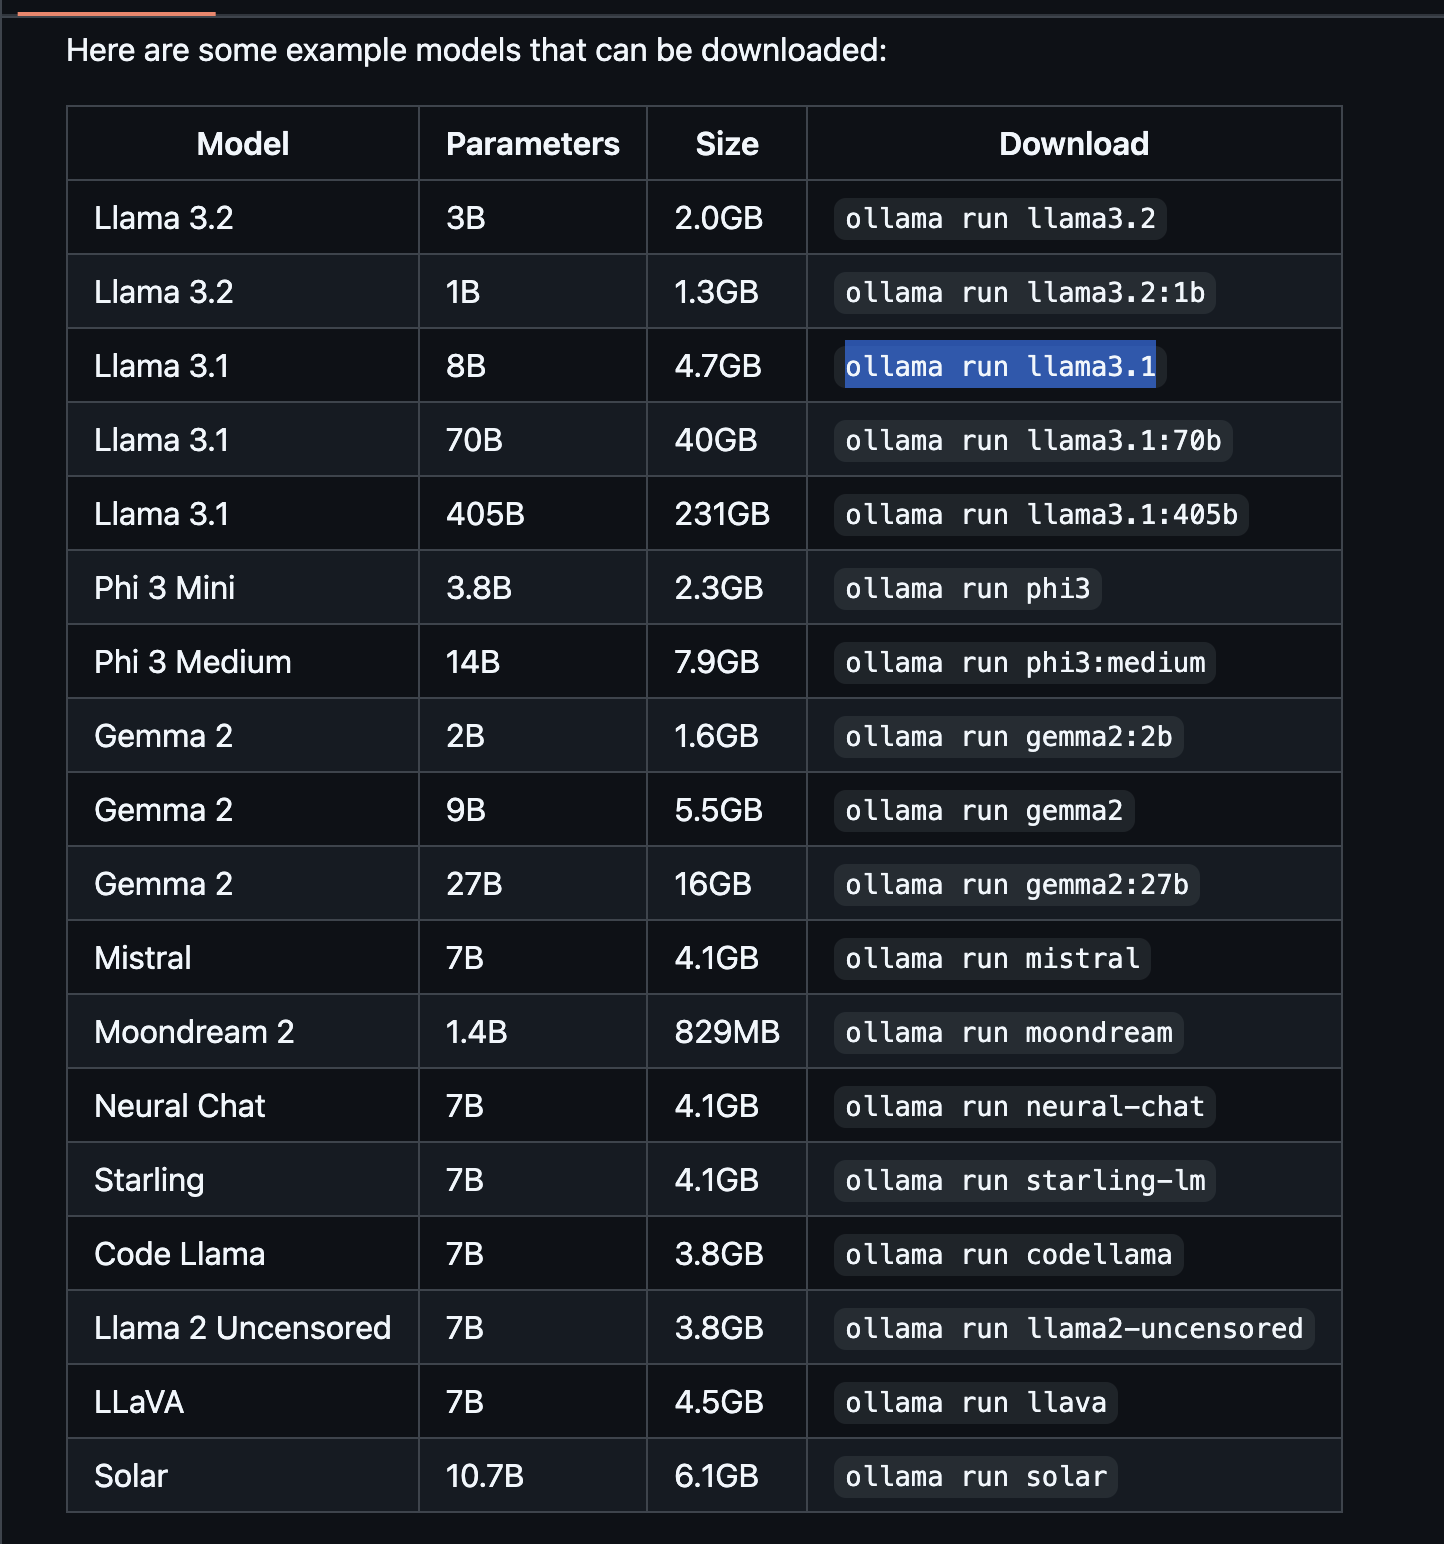 Here are some example models that can be downloaded:
Model Parameters Size Download
Llama 3.2 3B 2.0GB ollama run llama3.2
Llama 3.2 1B 1.3GB ollama run llama3.2:1b
Llama 3.1 8B 4.7GB ollama run llama3.1
Llama 3.1 70B 40GB ollama run llama3.1:70b
Llama 3.1 405B 231GB ollama run llama3.1:405b
Phi 3 Mini 3.8B 2.3GB ollama run phi3
Phi 3 Medium 14B 7.9GB ollama run phi3:medium
Gemma 2 2B 1.6GB ollama run gemma2:2b
Gemma 2 9B 5.5GB ollama run gemma2
Gemma 2 27B 16GB ollama run gemma2:27b
Mistral 7B 4.1GB ollama run mistral
Moondream 2 1.4B 829MB ollama run moondream
Neural Chat 7B 4.1GB ollama run neural-chat
Starling 7B 4.1GB ollama run starling-lm
Code Llama 7B 3.8GB ollama run codellama
Llama 2 Uncensored 7B 3.8GB ollama run llama2-uncensored
LLaVA 7B 4.5GB ollama run llava
Solar 10.7B 6.1GB ollama run solar